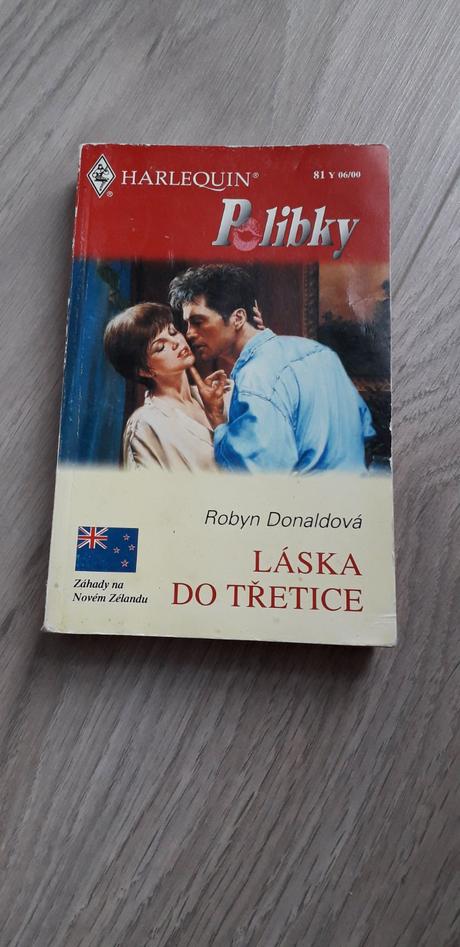 HARLEQUIN®
81 Y 06/00
Polibky
Robyn Donaldová
LÁSKA
DO TŘETICE
Záhady na
Novém Zélandu